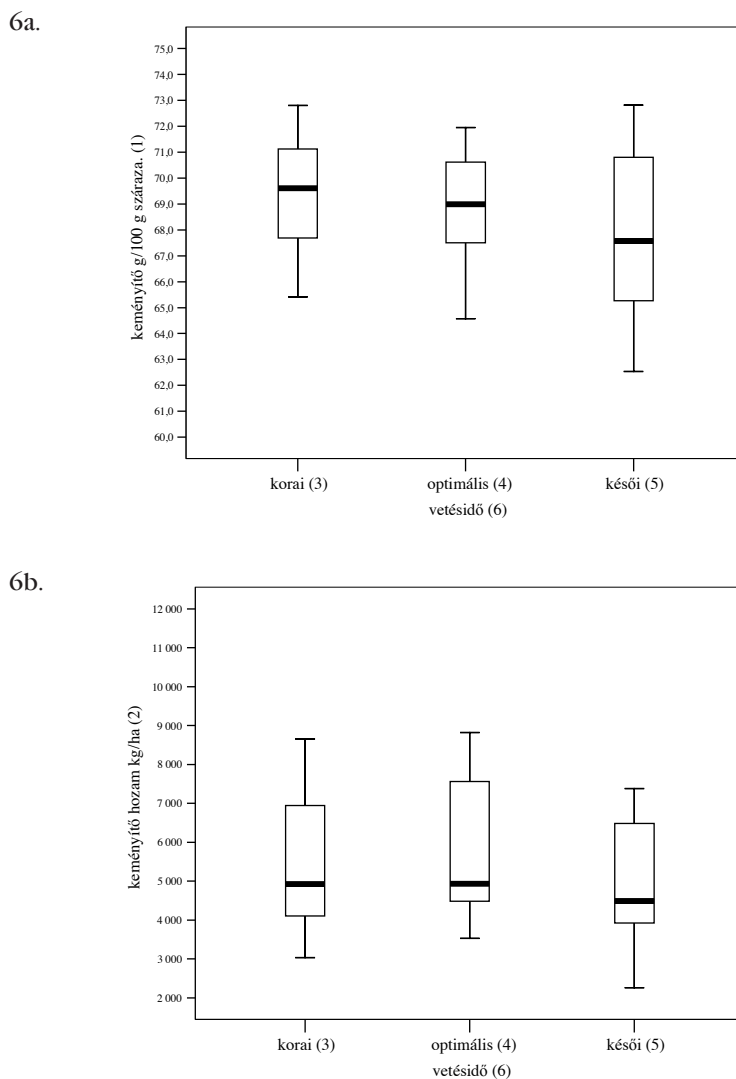 6a.
keményítő g/100 g száraza. (1)
75,0
74,0
73,0
72,0
71,0
70,0
69,0
68,0
67,0
66,0
65,0
64,0
63,0
62,0
61,0
60,0
korai (3)
optimális (4)
késői (5)
vetésidő (6)
6b.
keményítő hozam kg/ha (2)
12 000
11 000
10 000
9 000
8 000
7 000
6 000
5 000
4 000
3 000
2 000
korai (3)
optimális (4)
késői (5)
vetésidő (6)